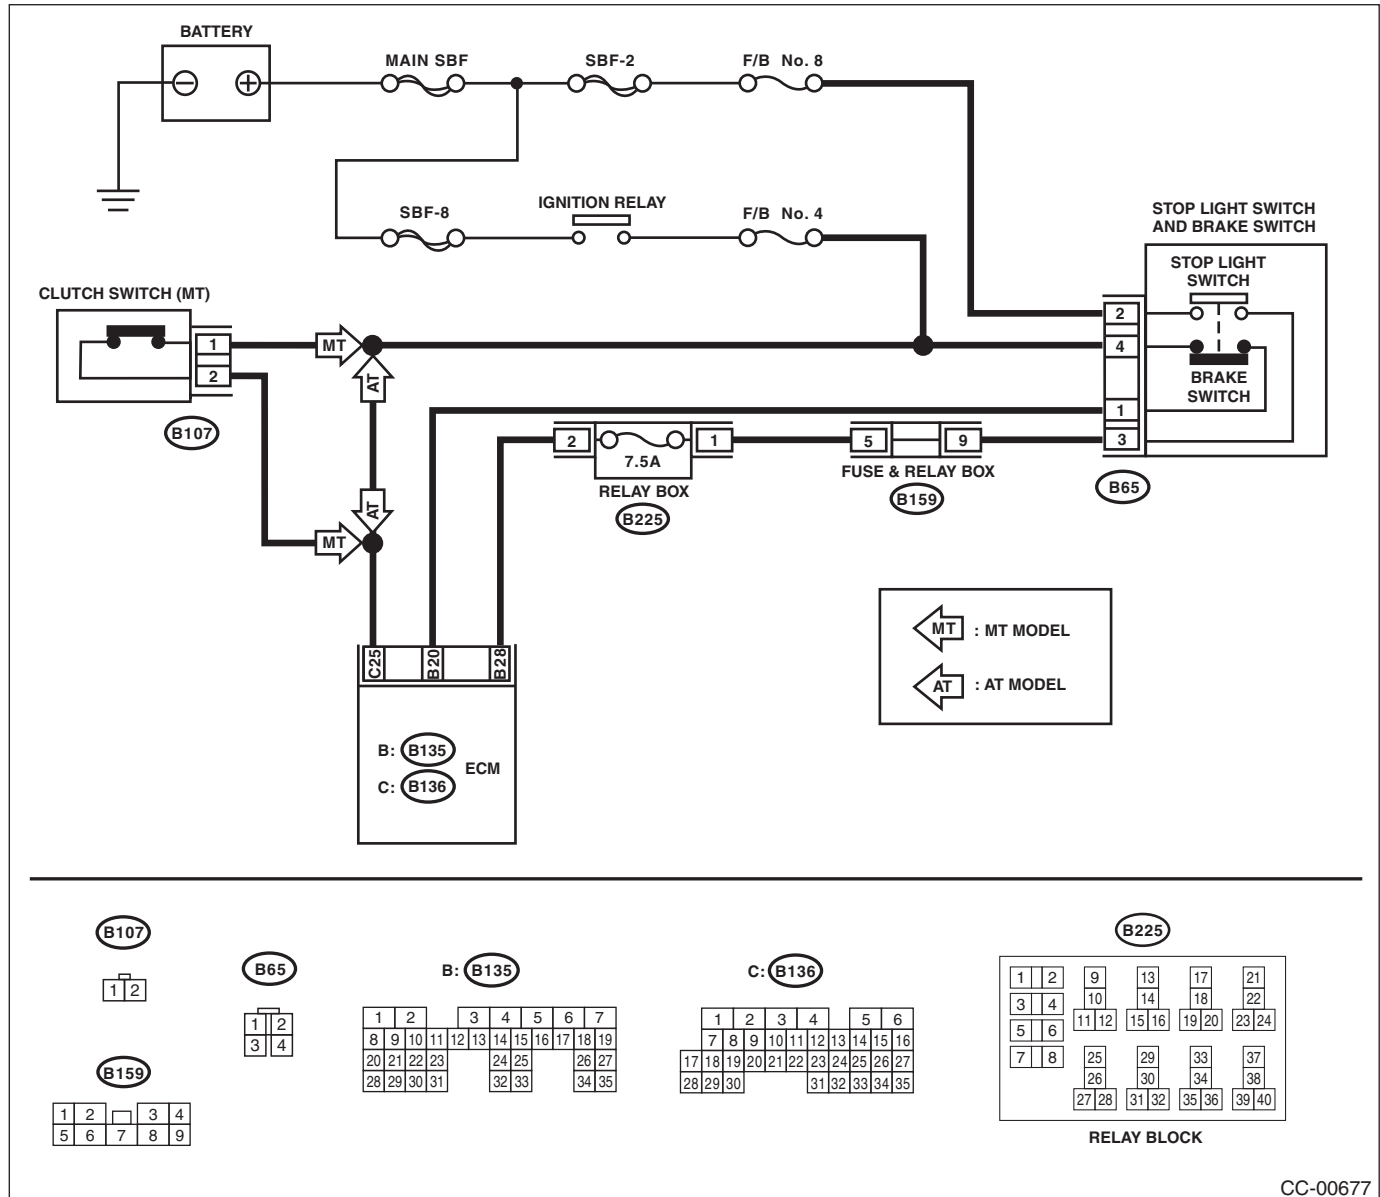 BATTERY
MAIN SBF
SBF-2
F/B No. 8
SBF-8
IGNITION RELAY
F/B No. 4
STOP LIGHT SWITCH
AND BRAKE SWITCH
STOP LIGHT
SWITCH
BRAKE
SWITCH
2
4
1
3
B65
CLUTCH SWITCH (MT)
1
2
B107
MT
AT
AT
MT
2
7.5A
1
RELAY BOX
B225
5
9
FUSE & RELAY BOX
B159
C25
B20
B28
B: B135
C: B136
ECM
MT : MT MODEL
AT : AT MODEL
B107
1 2
B159
1 2 3 4
5 6 7 8 9
B65
1 2
3 4
B: B135
1 2 3 4 5 6 7
8 9 10 11 12 13 14 15 16 17 18 19
20 21 22 23 24 25 26 27
28 29 30 31 32 33 34 35
C: B136
1 2 3 4 5 6
7 8 9 10 11 12 13 14 15 16
17 18 19 20 21 22 23 24 25 26 27
28 29 30 31 32 33 34 35
B225
1 2 9 13 17 21
3 4 10 14 18 22
5 6 11 12 15 16 19 20 23 24
7 8 25 29 33 37
26 30 34 38
27 28 31 32 35 36 39 40
RELAY BLOCK
CC-00677